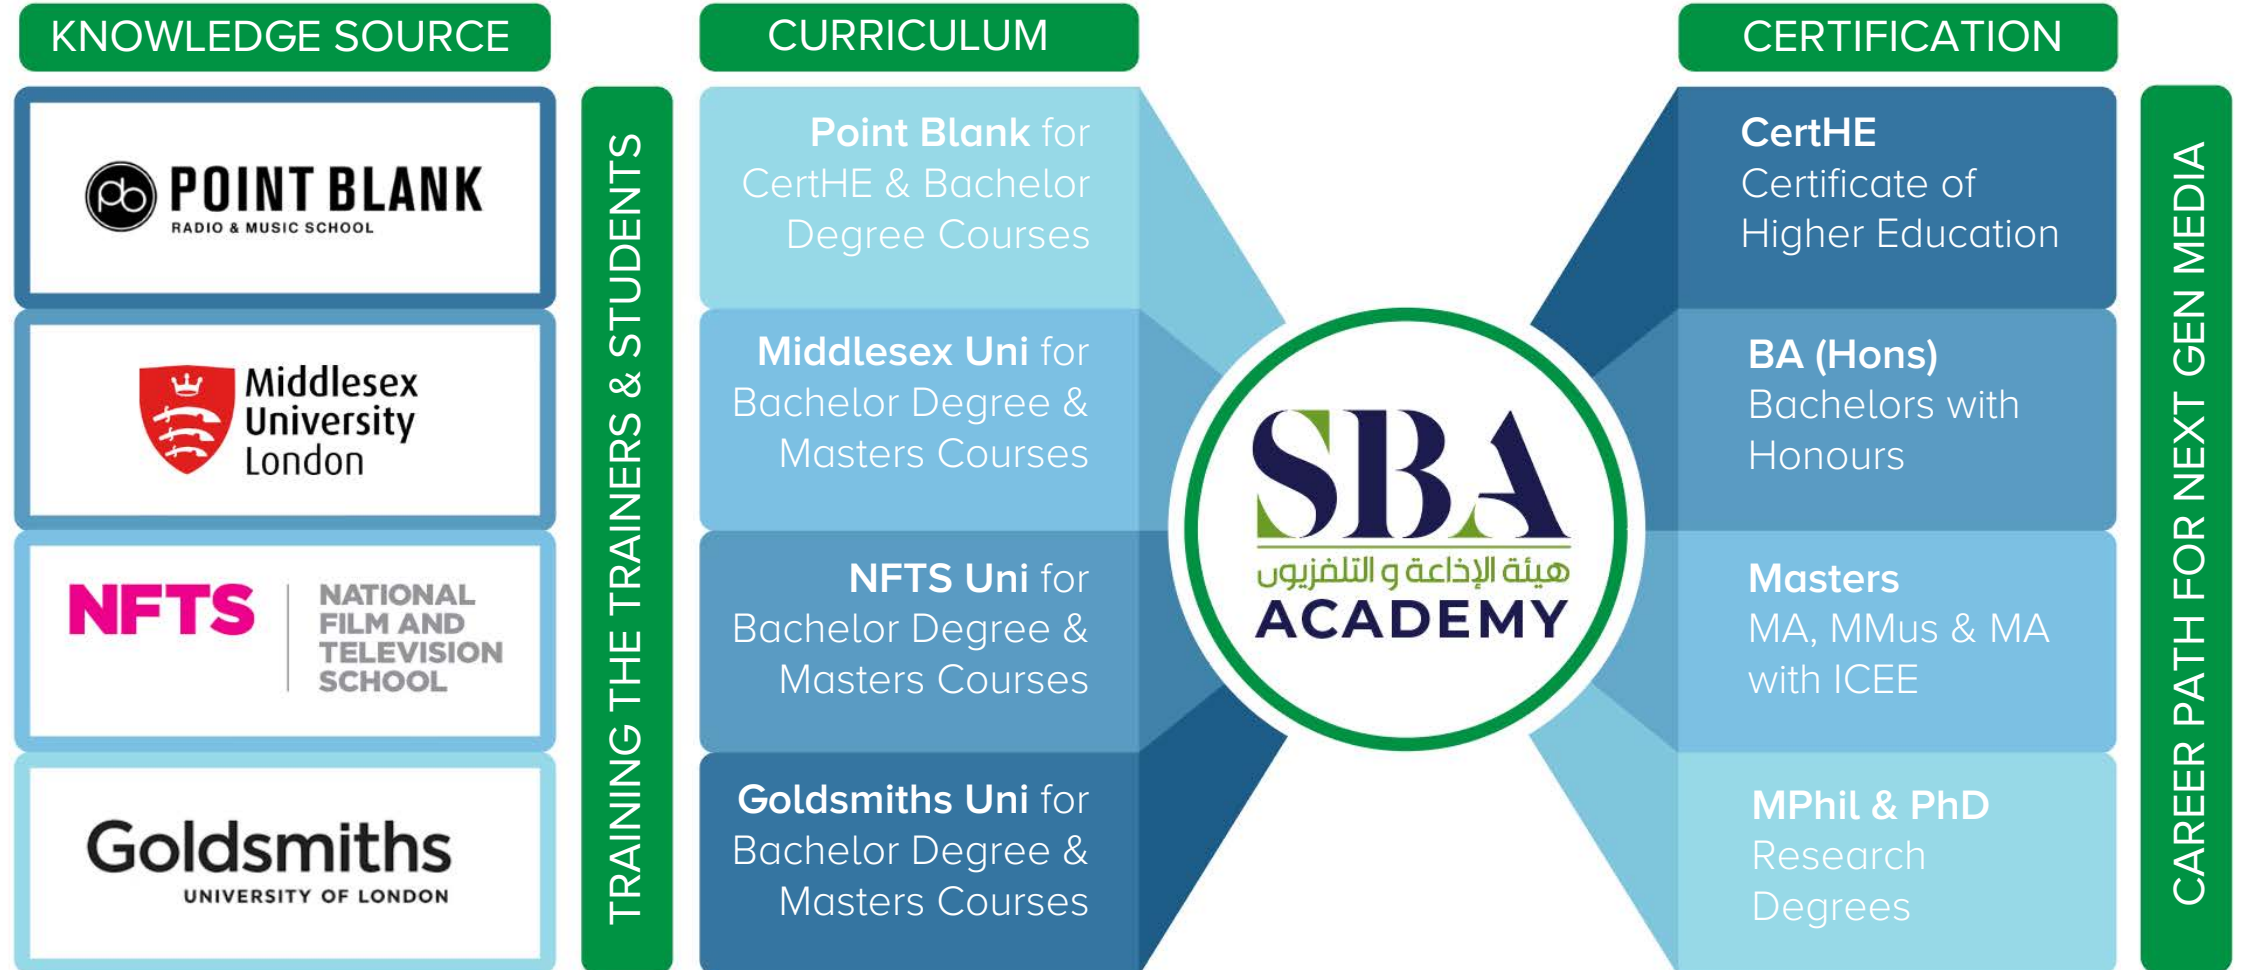 KNOWLEDGE SOURCE
pb
POINT BLANK
RADIO & MUSIC SCHOOL
Middlesex
University
London
NFTS
NATIONAL
FILM AND
TELEVISION
SCHOOL
Goldsmiths
UNIVERSITY OF LONDON
TRAINING THE TRAINERS & STUDENTS
CURRICULUM
Point Blank for
CertHE & Bachelor
Degree Courses
Middlesex Uni for
Bachelor Degree &
Masters Courses
NFTS Uni for
Bachelor Degree &
Masters Courses
Goldsmiths Uni for
Bachelor Degree &
Masters Courses
SBA
هيئة الإذاعة و التلفزيون
ACADEMY
CERTIFICATION
CertHE
Certificate of
Higher Education
BA (Hons)
Bachelors with
Honours
Masters
MA, MMus & MA
with ICEE
MPhil & PhD
Research
Degrees
CAREER PATH FOR NEXT GEN MEDIA